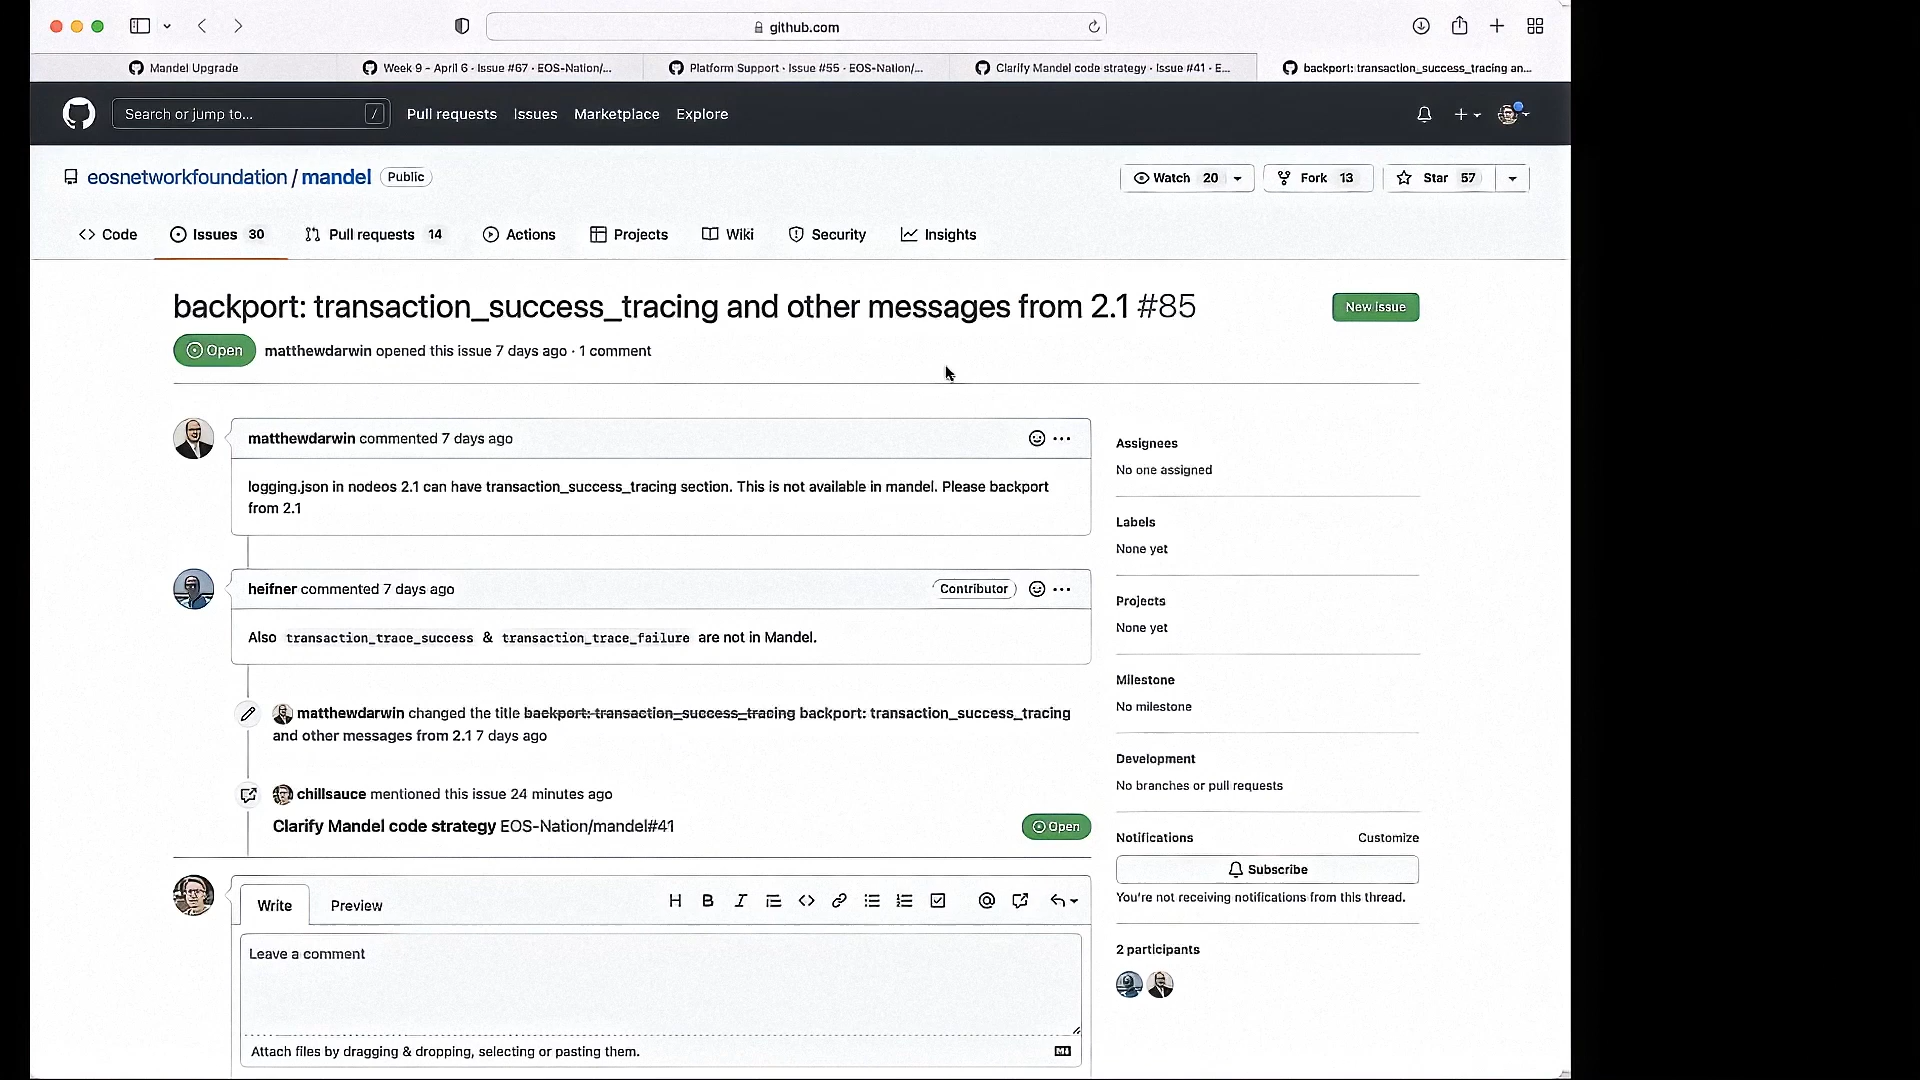 github.com
Mandel Upgrade
Week 9 - April 6 · Issue #67 · EOS-Nation/...
Platform Support · Issue #55 · EOS-Nation/...
Clarify Mandel code strategy · Issue #41 · E...
backport: transaction_success_tracing an...
Search or jump to... /
Pull requests
Issues
Marketplace
Explore
eosnetworkfoundation / mandel Public
Watch 20
Fork 13
Star 57
<> Code
Issues 30
Pull requests 14
Actions
Projects
Wiki
Security
Insights
backport: transaction_success_tracing and other messages from 2.1 #85
New issue
Open matthewdarwin opened this issue 7 days ago · 1 comment
matthewdarwin commented 7 days ago
logging.json in nodeos 2.1 can have transaction_success_tracing section. This is not available in mandel. Please backport
from 2.1
heifner commented 7 days ago
Contributor
Also transaction_trace_success & transaction_trace_failure are not in Mandel.
matthewdarwin changed the title backport: transaction_success_tracing backport: transaction_success_tracing
and other messages from 2.1 7 days ago
chillsauce mentioned this issue 24 minutes ago
Clarify Mandel code strategy EOS-Nation/mandel#41
Open
Write
Preview
H B I
Leave a comment
Attach files by dragging & dropping, selecting or pasting them.
Assignees
No one assigned
Labels
None yet
Projects
None yet
Milestone
No milestone
Development
No branches or pull requests
Notifications
Customize
Subscribe
You're not receiving notifications from this thread.
2 participants